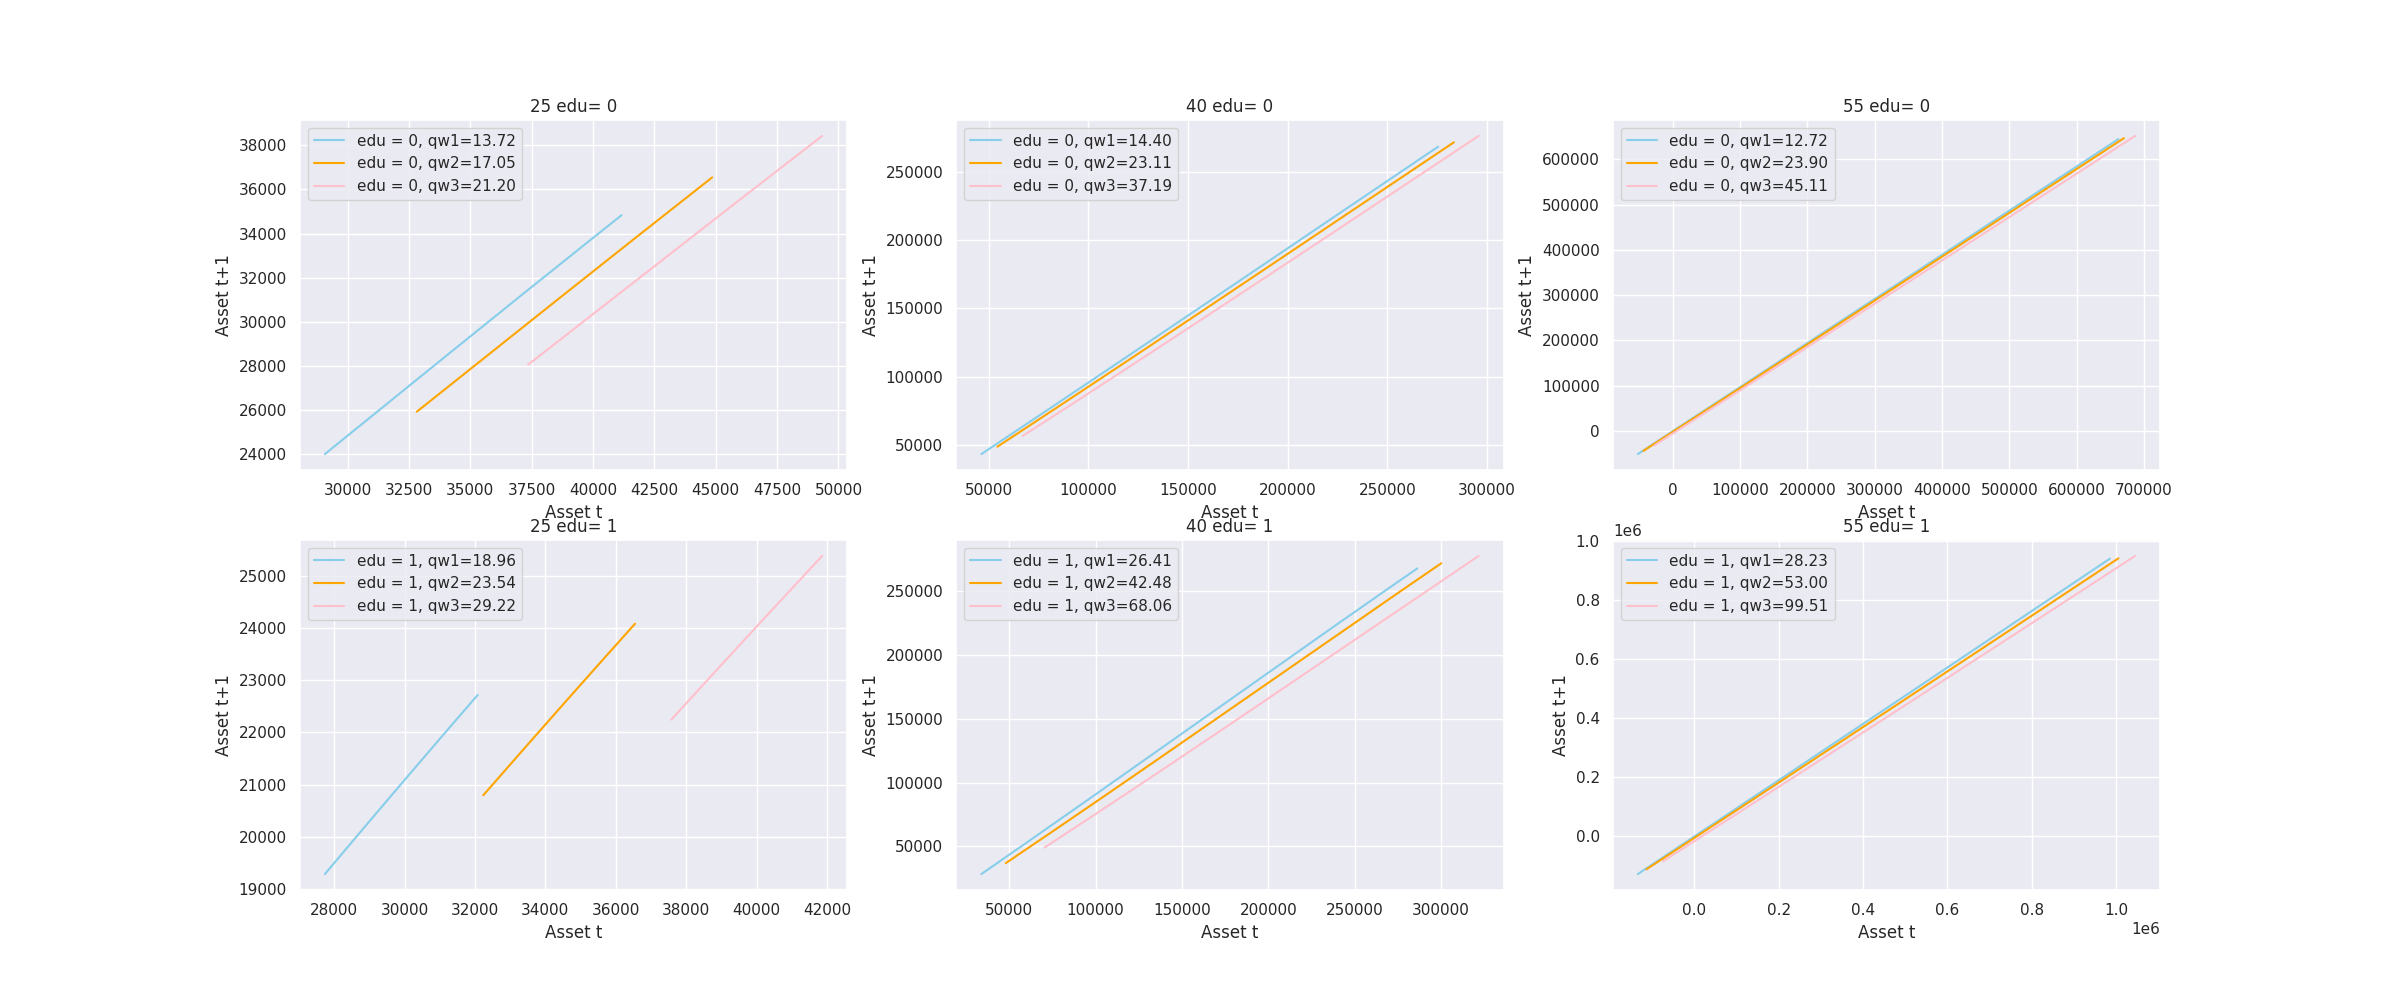 25 edu= 0
edu = 0, qw1=13.72
edu = 0, qw2=17.05
edu = 0, qw3=21.20
38000
36000
34000
32000
30000
28000
26000
24000
Asset t+1
30000 32500 35000 37500 40000 42500 45000 47500 50000
Asset t
40 edu= 0
edu = 0, qw1=14.40
edu = 0, qw2=23.11
edu = 0, qw3=37.19
250000
200000
150000
100000
50000
Asset t+1
50000 100000 150000 200000 250000 300000
Asset t
55 edu= 0
edu = 0, qw1=12.72
edu = 0, qw2=23.90
edu = 0, qw3=45.11
600000
500000
400000
300000
200000
100000
0
Asset t+1
0 100000 200000 300000 400000 500000 600000 700000
Asset t
25 edu= 1
edu = 1, qw1=18.96
edu = 1, qw2=23.54
edu = 1, qw3=29.22
25000
24000
23000
22000
21000
20000
19000
Asset t+1
28000 30000 32000 34000 36000 38000 40000 42000
Asset t
40 edu= 1
edu = 1, qw1=26.41
edu = 1, qw2=42.48
edu = 1, qw3=68.06
250000
200000
150000
100000
50000
Asset t+1
50000 100000 150000 200000 250000 300000
Asset t
55 edu= 1
1e6
edu = 1, qw1=28.23
edu = 1, qw2=53.00
edu = 1, qw3=99.51
1.0
0.8
0.6
0.4
0.2
0.0
Asset t+1
0.0 0.2 0.4 0.6 0.8 1.0
1e6
Asset t